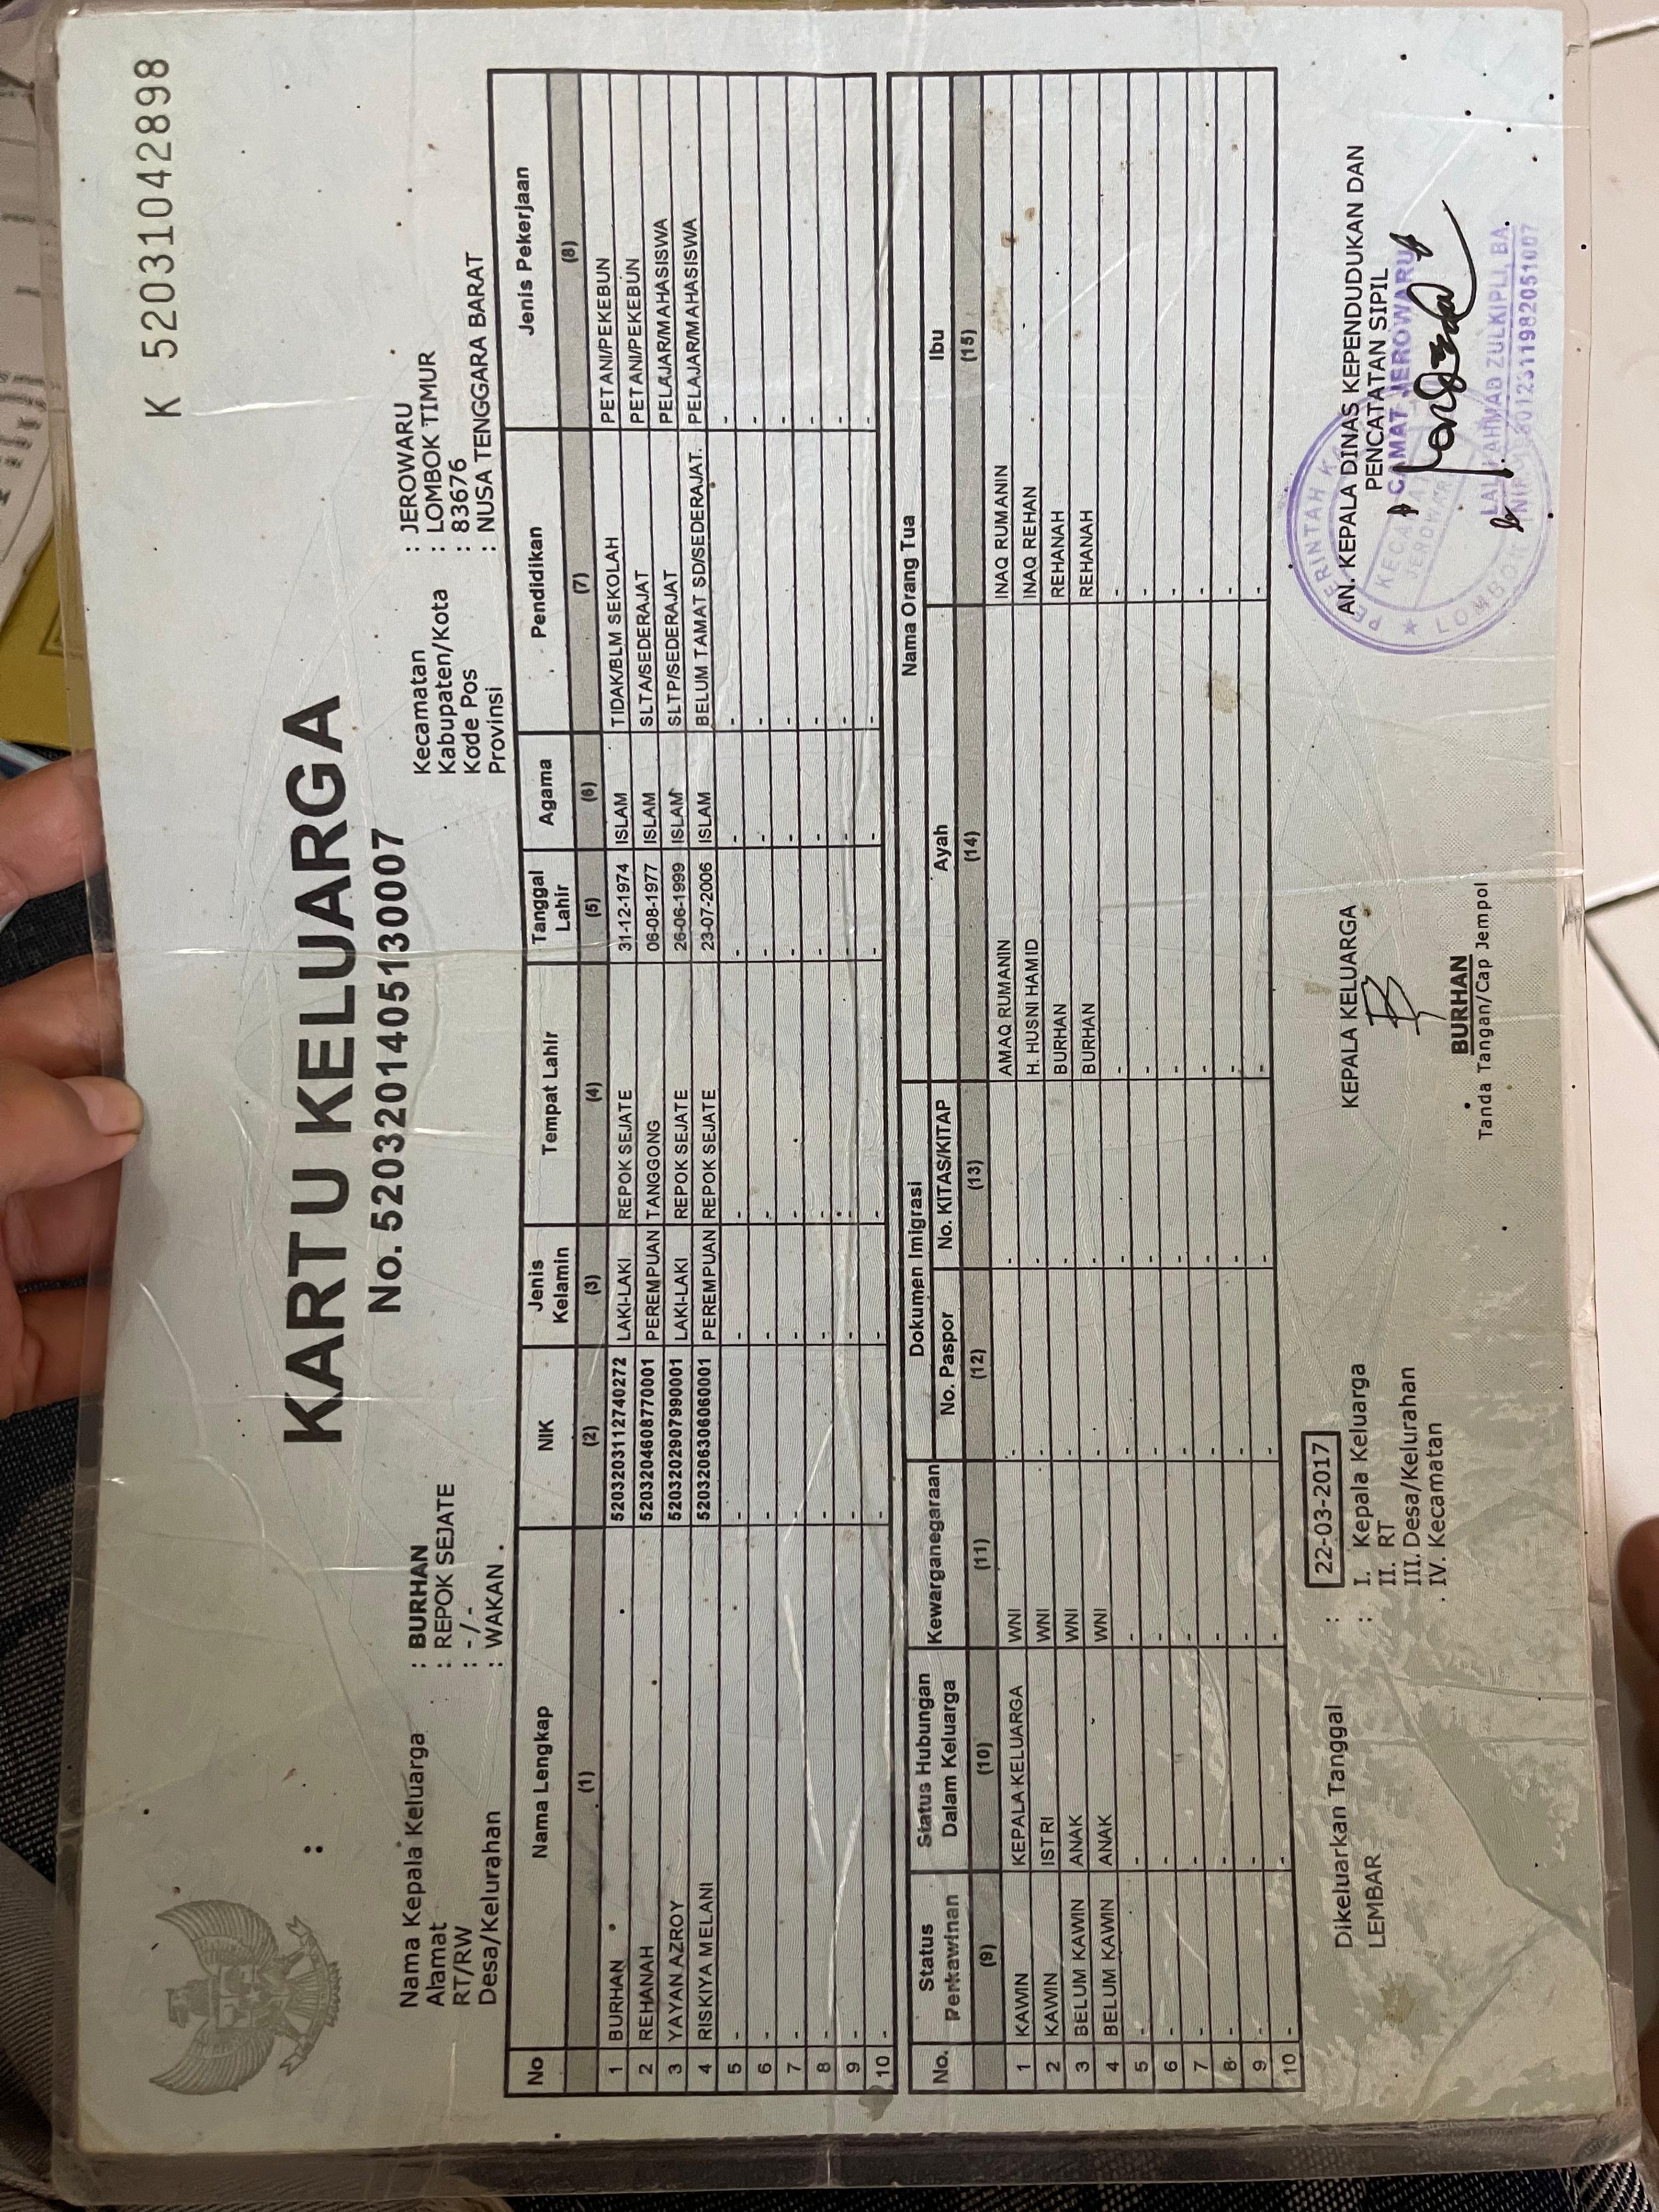 K 52031042898
KARTU KELUARGA
No. 5203201405130007
Nama Kepala Keluarga : BURHAN
Alamat : REPOK SEJATE
RT/RW : - / -
Desa/Kelurahan : WAKAN
Kecamatan : JEROWARU
Kabupaten/Kota : LOMBOK TIMUR
Kode Pos : 83676
Provinsi : NUSA TENGGARA BARAT
No Nama Lengkap NIK Jenis Kelamin Tempat Lahir Tanggal Lahir Agama Pendidikan Jenis Pekerjaan
(1) (2) (3) (4) (5) (6) (7) (8)
1 BURHAN 5203203112740272 LAKI-LAKI REPOK SEJATE 31-12-1974 ISLAM TIDAK/BLM SEKOLAH PETANI/PEKEBUN
2 REHANAH 5203204608770001 PEREMPUAN TANGGONG 06-08-1977 ISLAM SLTA/SEDERAJAT PETANI/PEKEBUN
3 YAYAN AZROY 5203202907990001 LAKI-LAKI REPOK SEJATE 26-06-1999 ISLAM SLTP/SEDERAJAT PELAJAR/MAHASISWA
4 RISKIYA MELANI 5203206306060001 PEREMPUAN REPOK SEJATE 23-07-2006 ISLAM BELUM TAMAT SD/SEDERAJAT PELAJAR/MAHASISWA
5 - - - - - - - -
6 - - - - - - - -
7 - - - - - - - -
8 - - - - - - - -
9 - - - - - - - -
10 - - - - - - - -
No. Status Perkawinan Status Hubungan Dalam Keluarga Kewarganegaraan Dokumen Imigrasi Nama Orang Tua
No. Paspor No. KITAS/KITAP Ayah Ibu
(9) (10) (11) (12) (13) (14) (15)
1 KAWIN KEPALA KELUARGA WNI - - AMAQ RUMANIN INAQ RUMANIN
2 KAWIN ISTRI WNI - - H. HUSNI HAMID INAQ REHAN
3 BELUM KAWIN ANAK WNI - - BURHAN REHANAH
4 BELUM KAWIN ANAK WNI - - BURHAN REHANAH
5 - - - - - - -
6 - - - - - - -
7 - - - - - - -
8 - - - - - - -
9 - - - - - - -
10 - - - - - - -
Dikeluarkan Tanggal : 22-03-2017
LEMBAR : I. Kepala Keluarga
II. RT
III. Desa/Kelurahan
IV. Kecamatan
KEPALA KELUARGA
BURHAN
Tanda Tangan/Cap Jempol
AN. KEPALA DINAS KEPENDUDUKAN DAN
PENCATATAN SIPIL
CAMAT JEROWARU
LOMBOK
JEROWARU
AHMAD ZULKIPLI, BA.